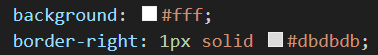 background: #fff;
border-right: 1px solid #dbdbdb;